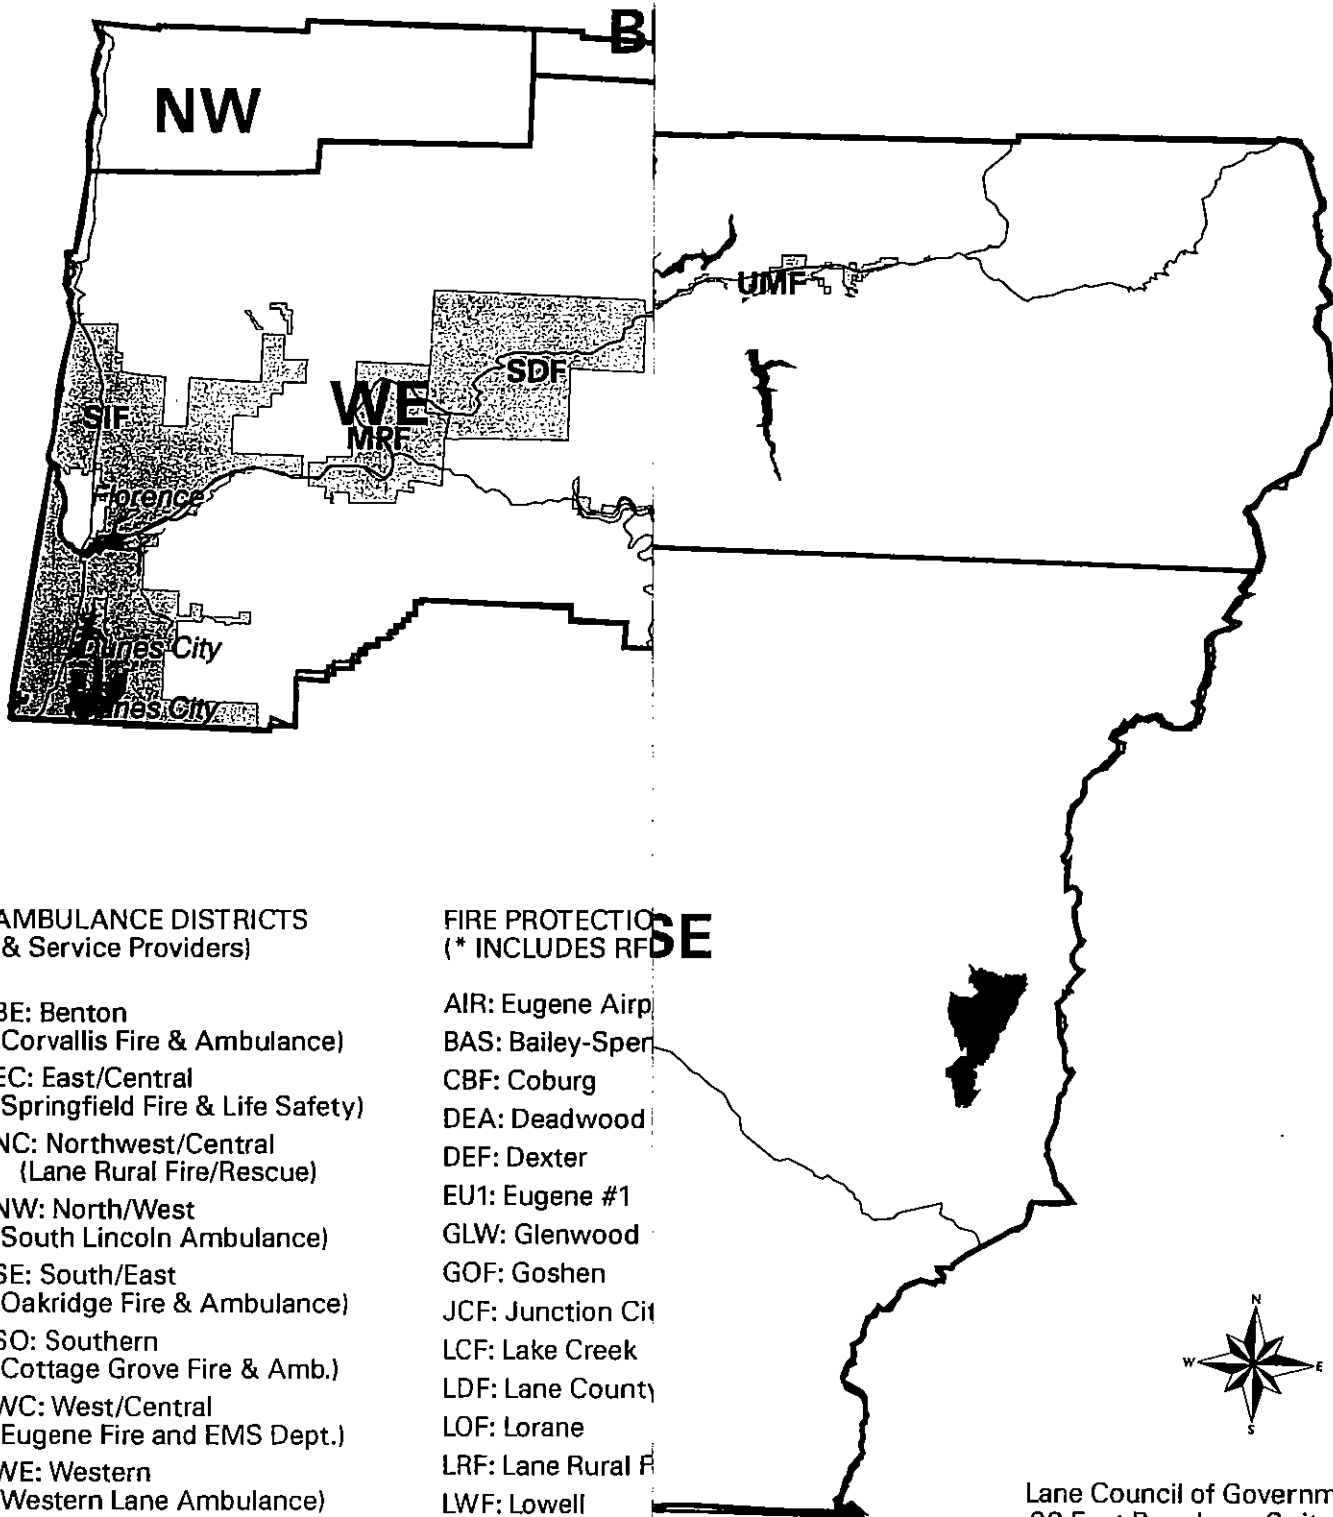 B
NW
UMF
SDF
WE
SIF
MPF
Florence
Dunes City
Dunes City
AMBULANCE DISTRICTS
& Service Providers)
BE: Benton
Corvallis Fire & Ambulance)
EC: East/Central
Springfield Fire & Life Safety)
NC: Northwest/Central
(Lane Rural Fire/Rescue)
NW: North/West
South Lincoln Ambulance)
SE: South/East
Oakridge Fire & Ambulance)
SO: Southern
Cottage Grove Fire & Amb.)
WC: West/Central
Eugene Fire and EMS Dept.)
WE: Western
Western Lane Ambulance)
FIRE PROTECTIO
(* INCLUDES RF
AIR: Eugene Airp
BAS: Bailey-Spen
CBF: Coburg
DEA: Deadwood
DEF: Dexter
EU1: Eugene #1
GLW: Glenwood
GOF: Goshen
JCF: Junction Cit
LCF: Lake Creek
LDF: Lane County
LOF: Lorane
LRF: Lane Rural F
LWF: Lowell
SE
N
W E
S
Lane Council of Governm